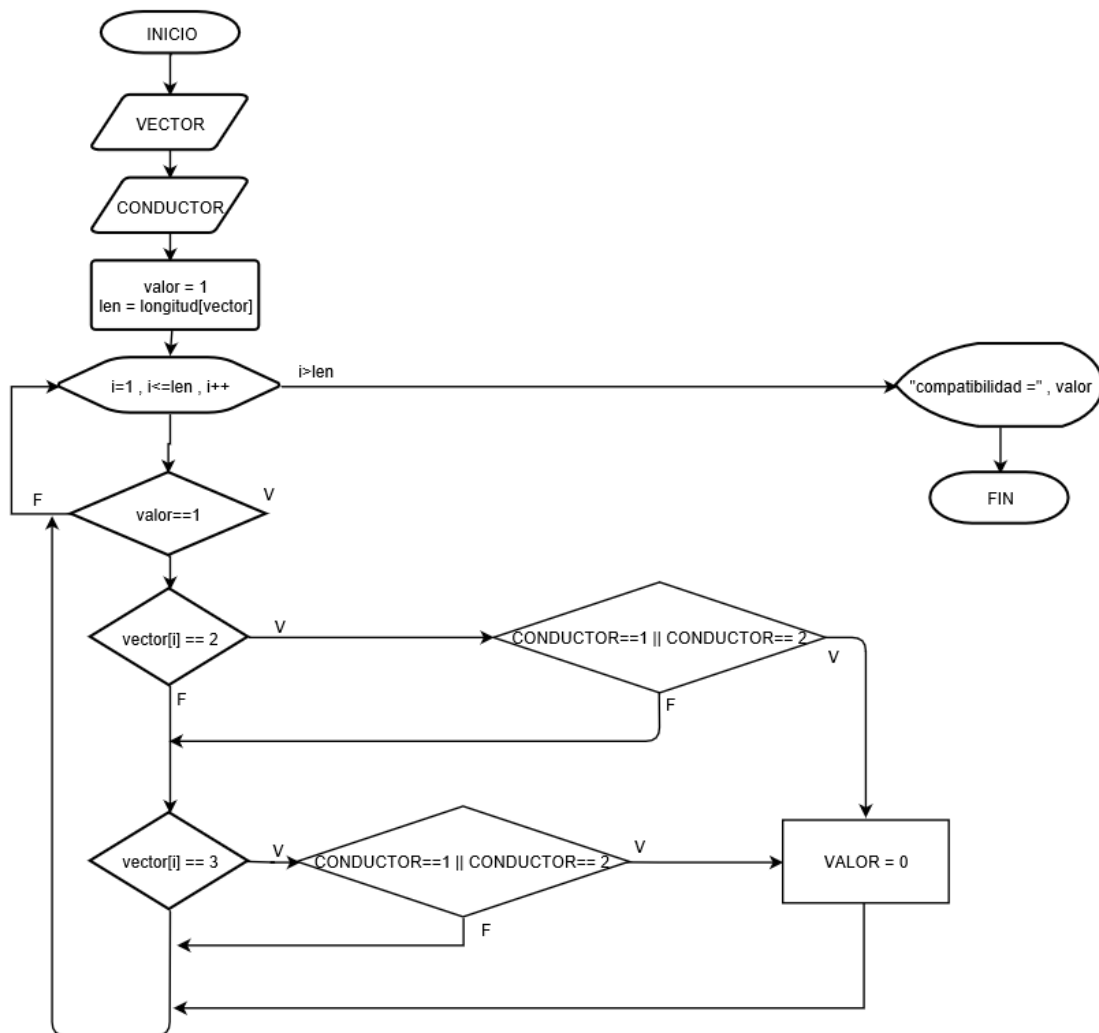 INICIO
VECTOR
CONDUCTOR
valor = 1
len = longitud[vector]
i=1 , i<=len , i++
i>len
"compatibilidad =" , valor
FIN
F
V
valor==1
vector[i] == 2
V
CONDUCTOR==1 || CONDUCTOR== 2
V
F
F
vector[i] == 3
V
CONDUCTOR==1 || CONDUCTOR== 2
V
VALOR = 0
F